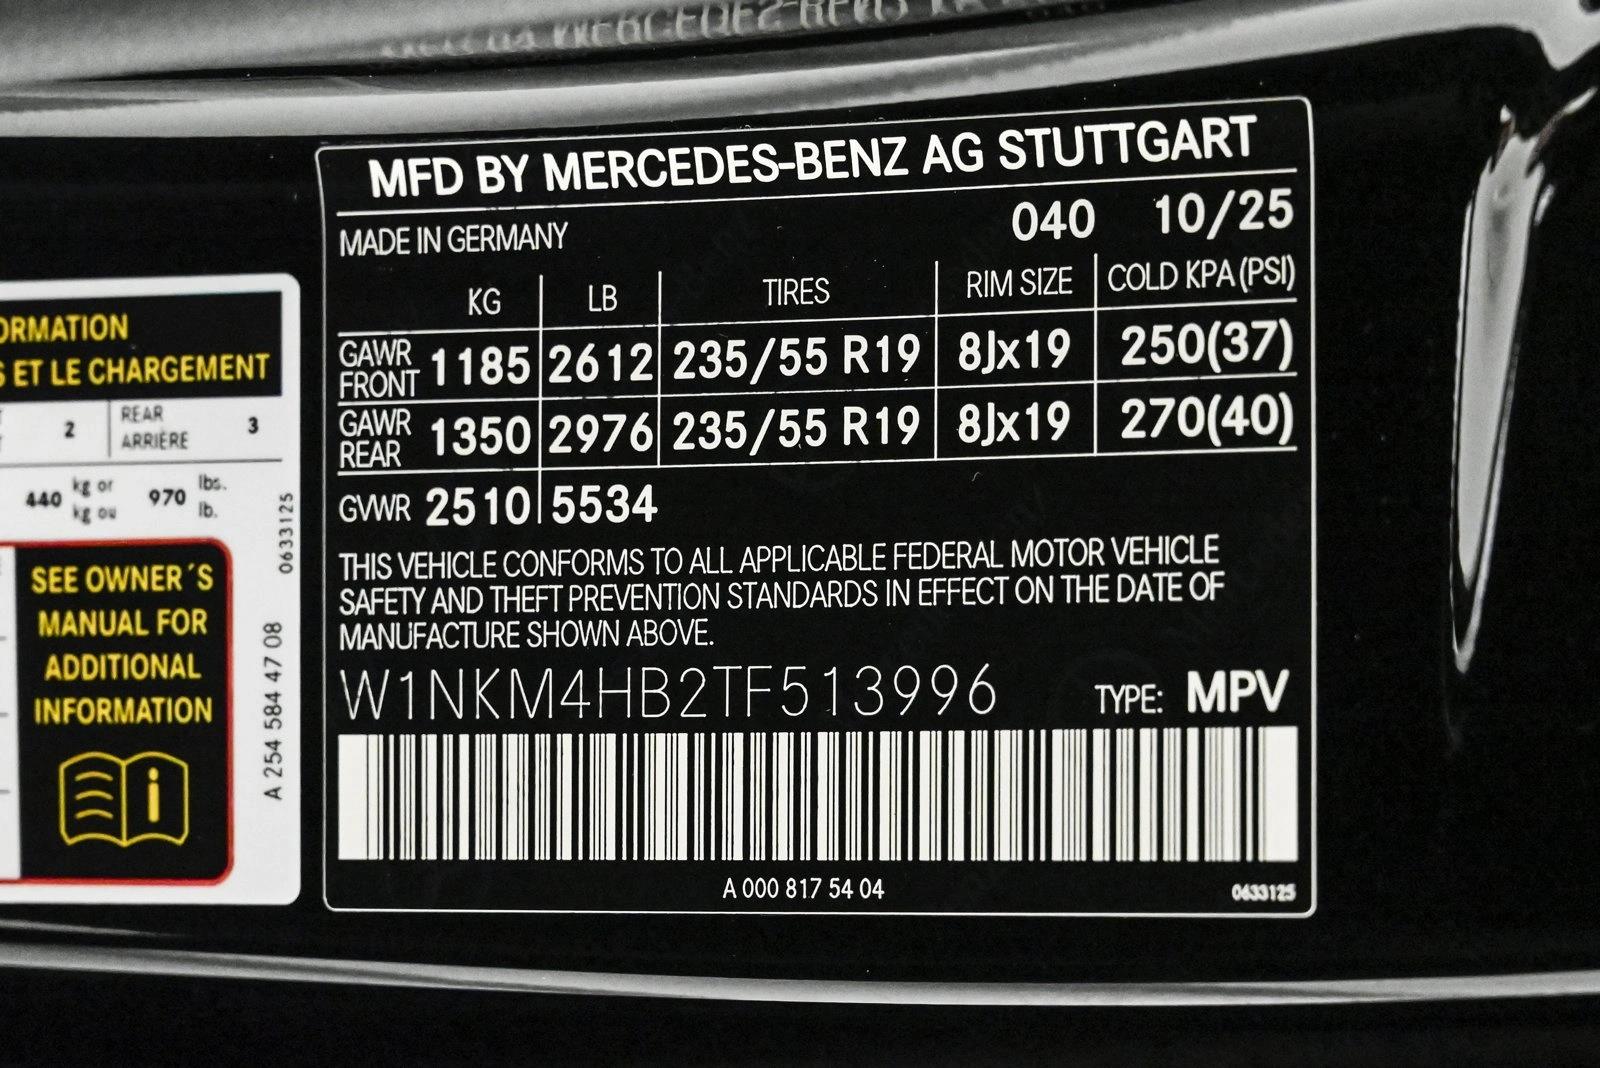 ORMATION
S ET LE CHARGEMENT
2
REAR
ARRIÈRE
3
440 kg or
kg ou
970 lbs.
lb.
0633125
SEE OWNER´S
MANUAL FOR
ADDITIONAL
INFORMATION
A 254 584 47 08
MFD BY MERCEDES-BENZ AG STUTTGART
MADE IN GERMANY 040 10/25
KG LB TIRES RIM SIZE COLD KPA (PSI)
GAWR FRONT 1185 2612 235/55 R19 8Jx19 250(37)
GAWR REAR 1350 2976 235/55 R19 8Jx19 270(40)
GVWR 2510 5534
THIS VEHICLE CONFORMS TO ALL APPLICABLE FEDERAL MOTOR VEHICLE
SAFETY AND THEFT PREVENTION STANDARDS IN EFFECT ON THE DATE OF
MANUFACTURE SHOWN ABOVE.
W1NKM4HB2TF513996 TYPE: MPV
A 000 817 54 04 0633125